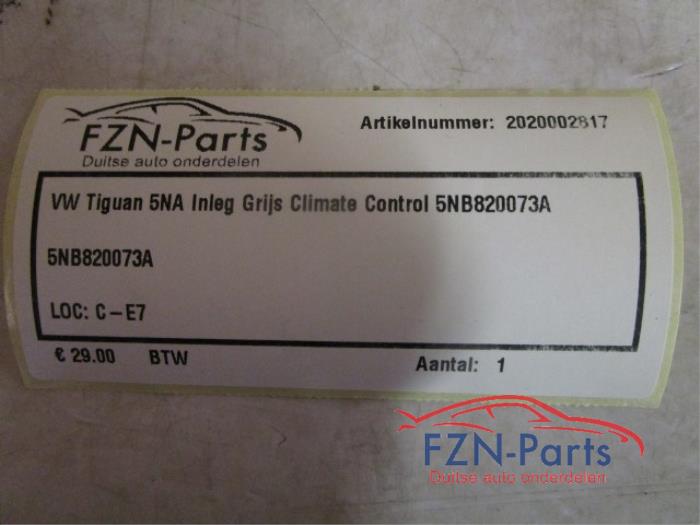 FZN-Parts
Duitse auto onderdelen
Artikelnummer: 2020002817
VW Tiguan 5NA Inleg Grijs Climate Control 5NB820073A
5NB820073A
LOC: C-E7
€ 29.00 BTW Aantal: 1
FZN-Parts
Duitse auto onderdelen